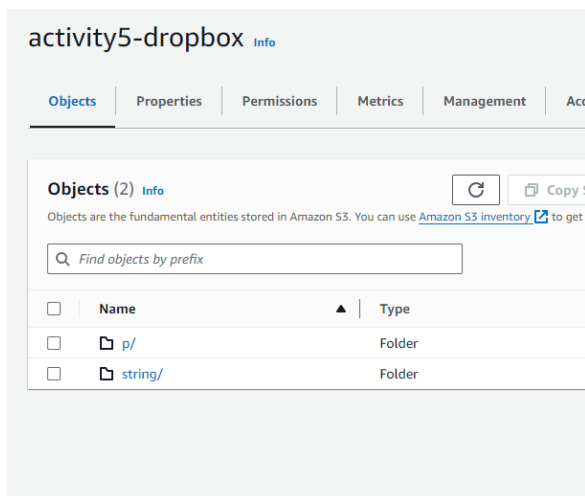 activity5-dropbox Info
Objects Properties Permissions Metrics Management
Objects (2) Info
Copy
Objects are the fundamental entities stored in Amazon S3. You can use Amazon S3 inventory to get
Find objects by prefix
Name Type
p/ Folder
string/ Folder